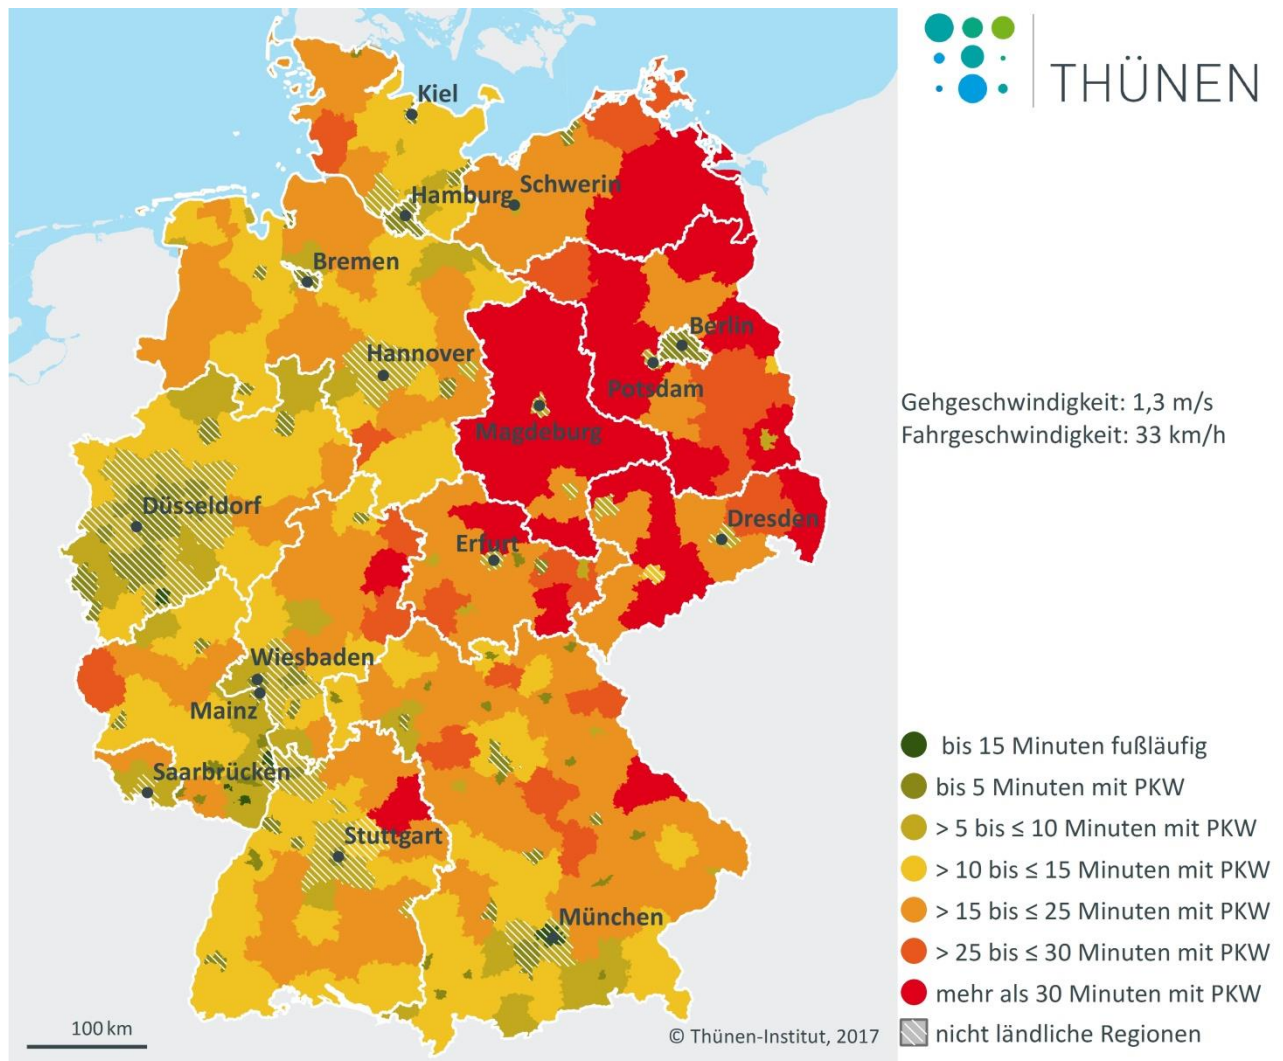 THÜNEN
Kiel
Hamburg
Schwerin
Bremen
Berlin
Hannover
Potsdam
Magdeburg
Gehgeschwindigkeit: 1,3 m/s
Fahrgeschwindigkeit: 33 km/h
Düsseldorf
Dresden
Erfurt
Wiesbaden
Mainz
Saarbrücken
Stuttgart
München
bis 15 Minuten fußläufig
bis 5 Minuten mit PKW
> 5 bis ≤ 10 Minuten mit PKW
> 10 bis ≤ 15 Minuten mit PKW
> 15 bis ≤ 25 Minuten mit PKW
> 25 bis ≤ 30 Minuten mit PKW
mehr als 30 Minuten mit PKW
nicht ländliche Regionen
100 km
© Thünen-Institut, 2017